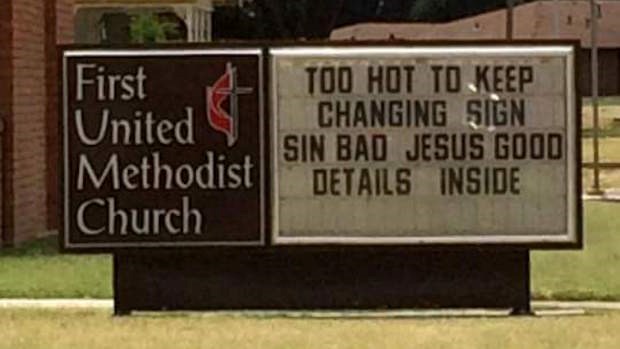 First
United
Methodist
Church
TOO HOT TO KEEP
CHANGING SIGN
SIN BAD JESUS GOOD
DETAILS INSIDE